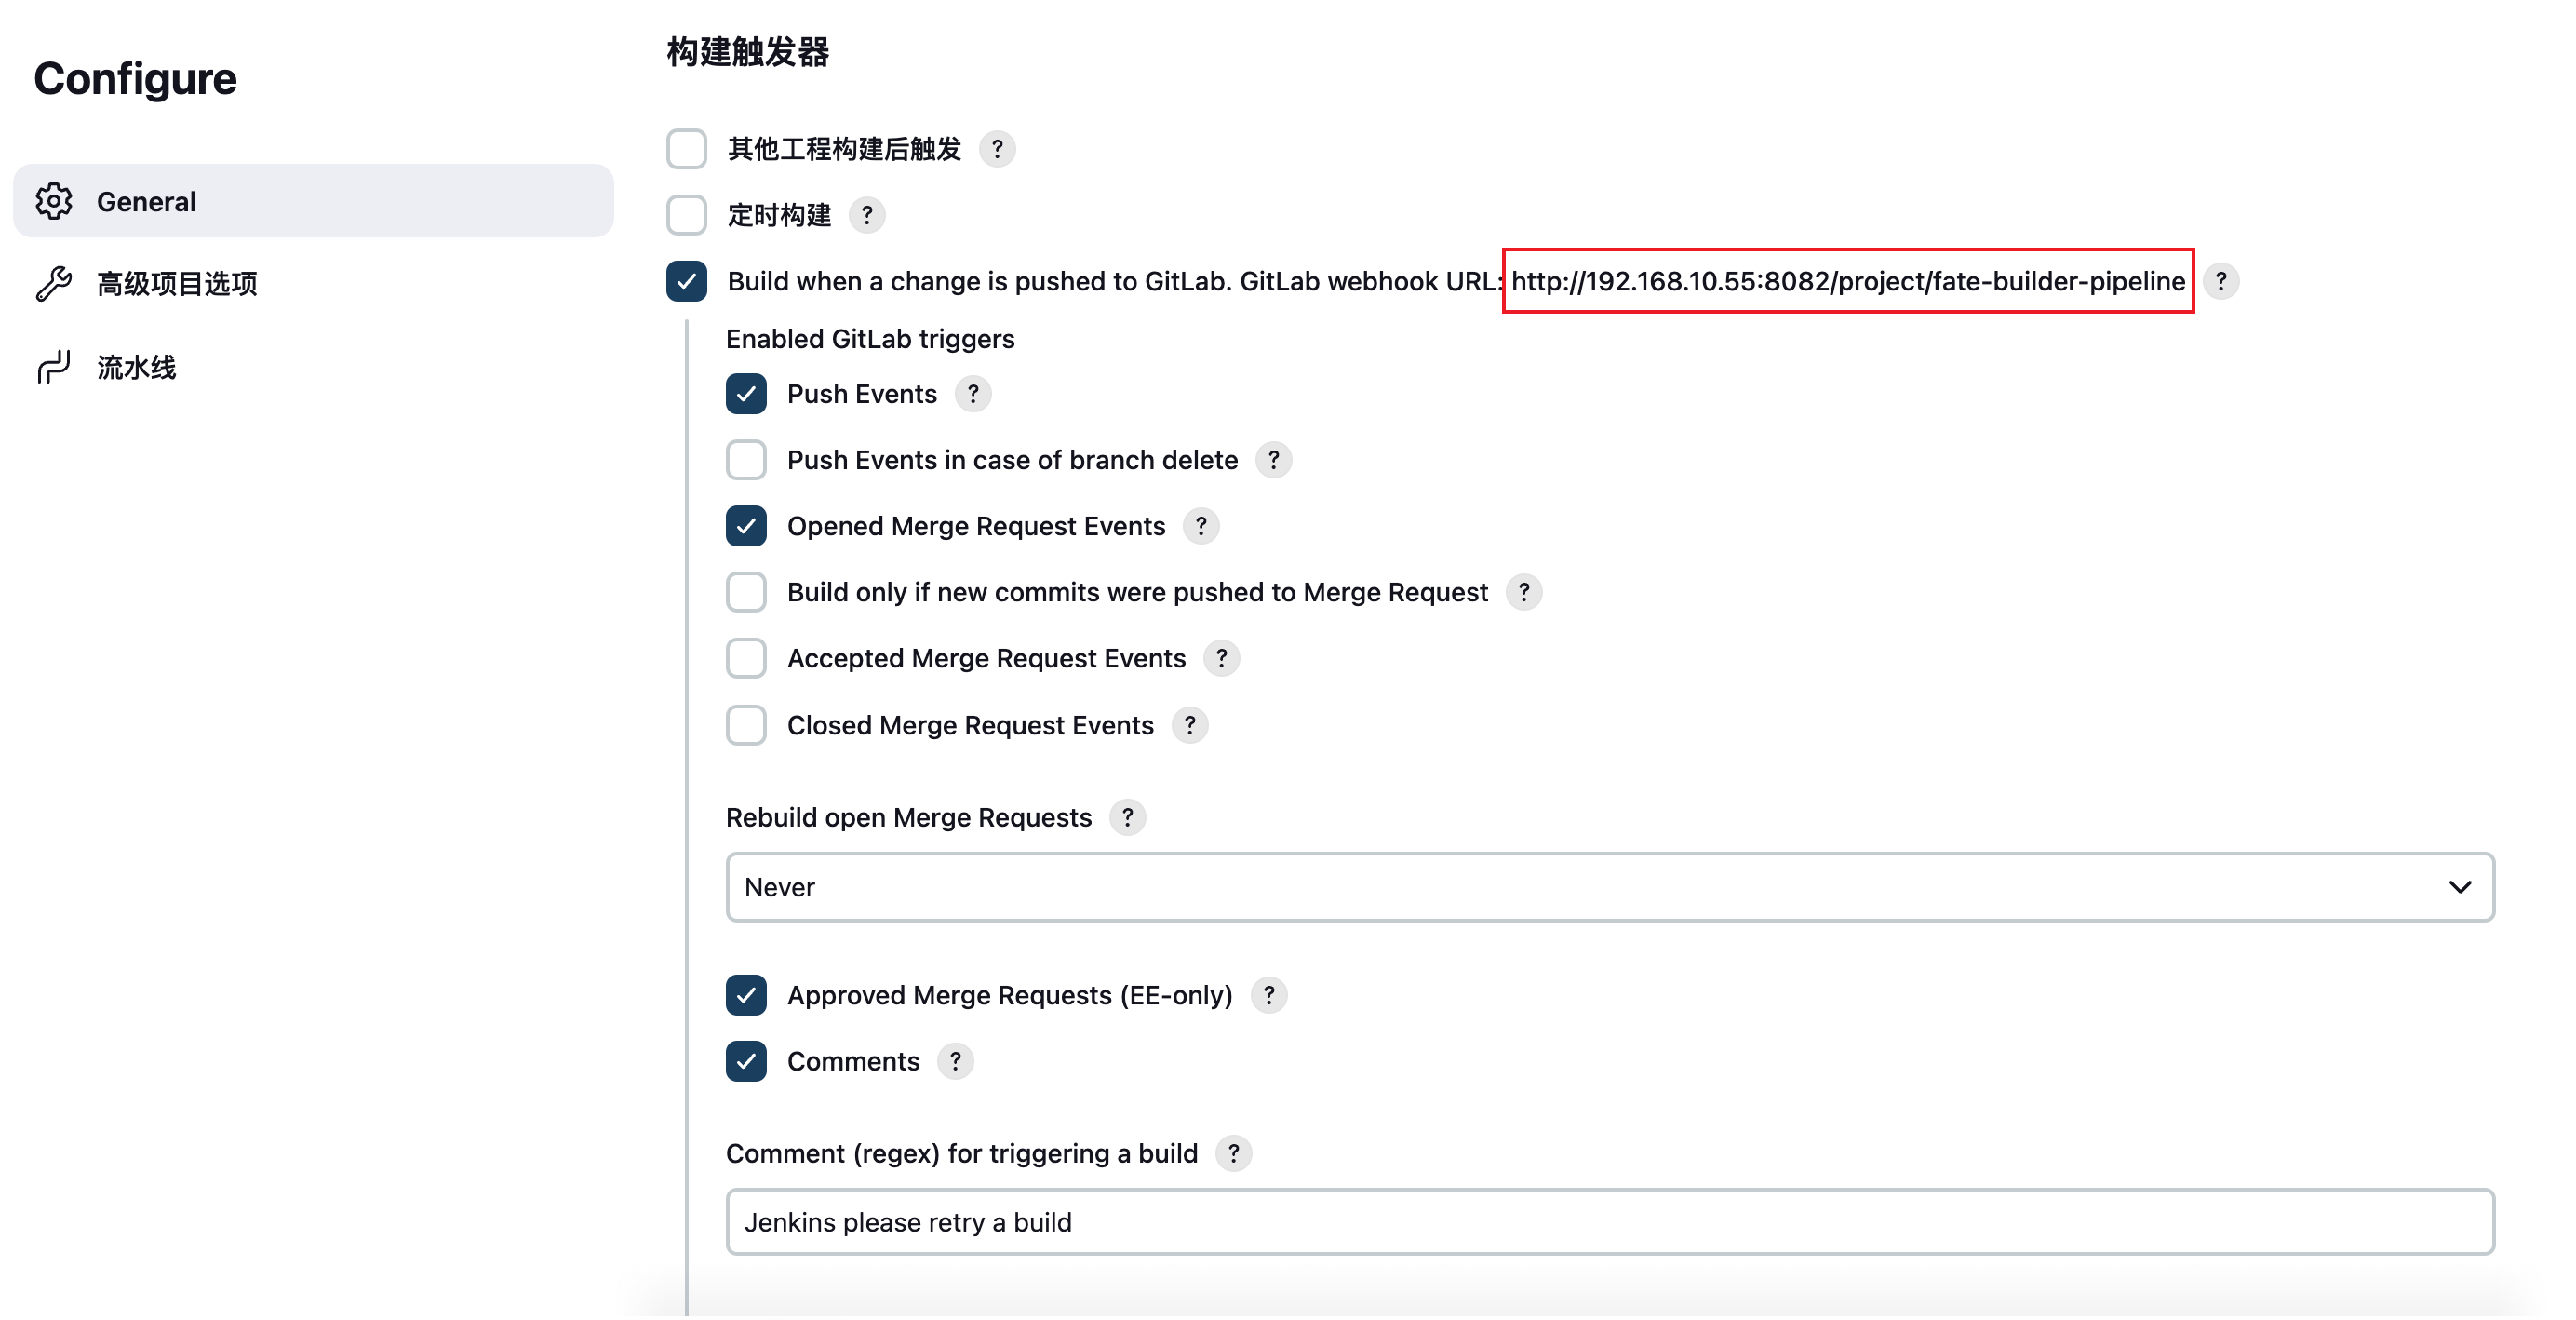 Configure
General
高级项目选项
流水线
构建触发器
其他工程构建后触发 ?
定时构建 ?
Build when a change is pushed to GitLab. GitLab webhook URL: http://192.168.10.55:8082/project/fate-builder-pipeline ?
Enabled GitLab triggers
Push Events ?
Push Events in case of branch delete ?
Opened Merge Request Events ?
Build only if new commits were pushed to Merge Request ?
Accepted Merge Request Events ?
Closed Merge Request Events ?
Rebuild open Merge Requests ?
Never
Approved Merge Requests (EE-only) ?
Comments ?
Comment (regex) for triggering a build ?
Jenkins please retry a build